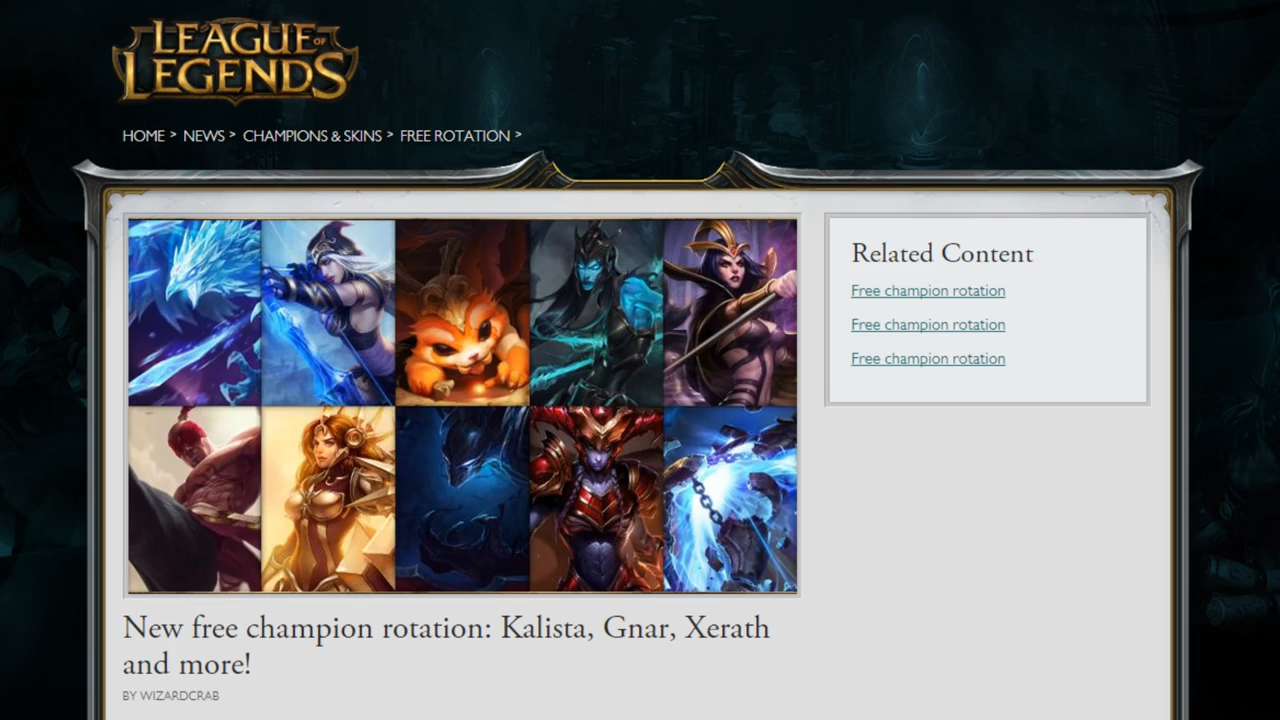 LEAGUE OF
LEGENDS
HOME > NEWS > CHAMPIONS & SKINS > FREE ROTATION >
Related Content
Free champion rotation
Free champion rotation
Free champion rotation
New free champion rotation: Kalista, Gnar, Xerath
and more!
BY WIZARDCRAB